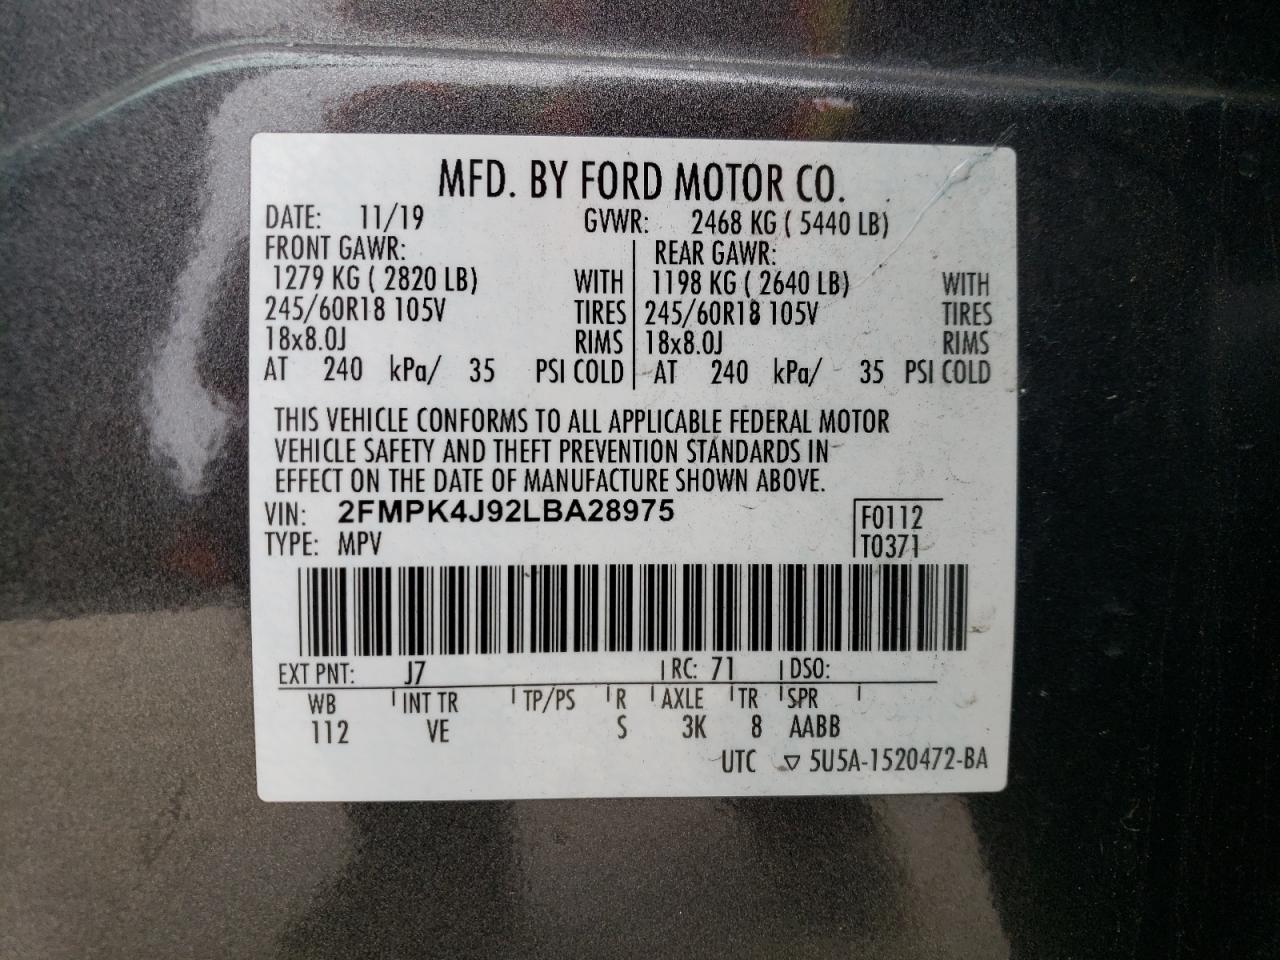 MFD. BY FORD MOTOR CO.
DATE: 11/19 GVWR: 2468 KG ( 5440 LB)
FRONT GAWR: REAR GAWR:
1279 KG ( 2820 LB) WITH 1198 KG ( 2640 LB) WITH
245/60R18 105V TIRES 245/60R18 105V TIRES
18x8.0J RIMS 18x8.0J RIMS
AT 240 kPa/ 35 PSI COLD AT 240 kPa/ 35 PSI COLD
THIS VEHICLE CONFORMS TO ALL APPLICABLE FEDERAL MOTOR
VEHICLE SAFETY AND THEFT PREVENTION STANDARDS IN
EFFECT ON THE DATE OF MANUFACTURE SHOWN ABOVE.
VIN: 2FMPK4J92LBA28975 F0112
TYPE: MPV T0371
EXT PNT: J7 RC: 71 DSO:
WB INT TR TP/PS R AXLE TR SPR
112 VE S 3K 8 AABB
UTC ▽ 5U5A-1520472-BA